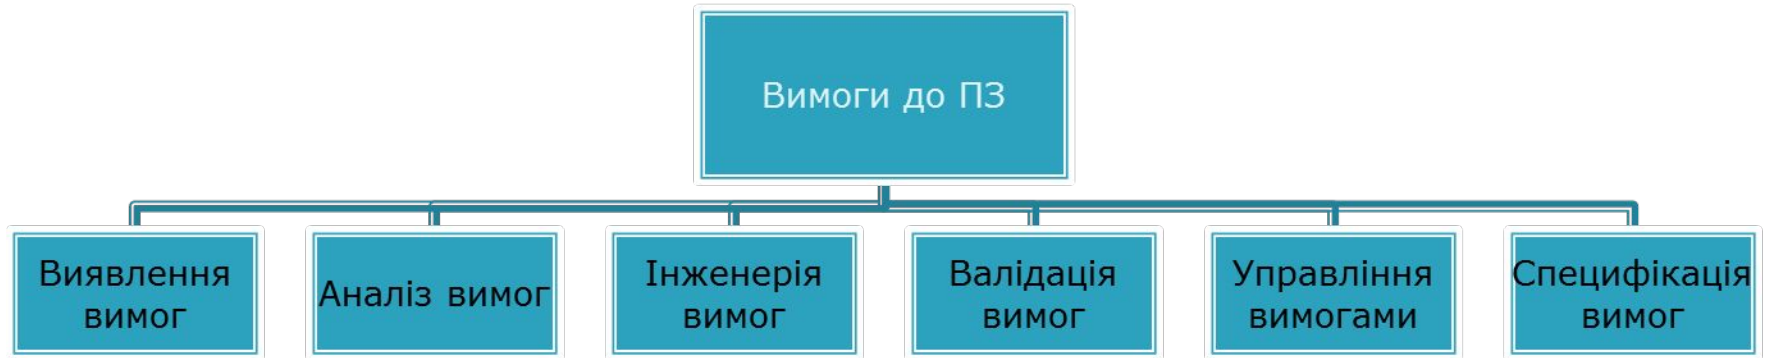 Вимоги до ПЗ
Виявлення
вимог
Аналіз вимог
Інженерія
вимог
Валідація
вимог
Управління
вимогами
Специфікація
вимог